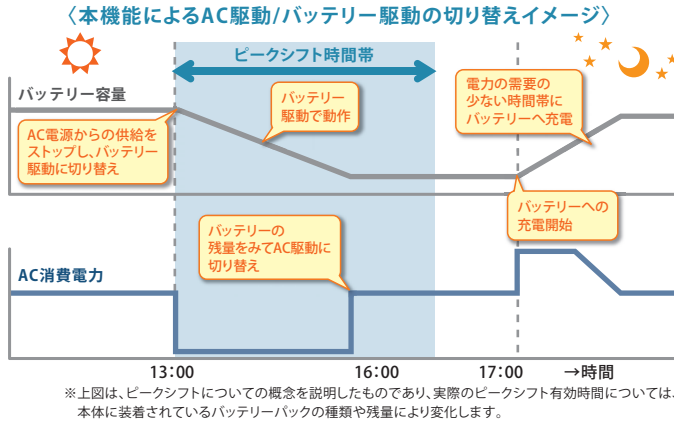 〈本機能によるAC駆動/バッテリー駆動の切り替えイメージ〉
ピークシフト時間帯
バッテリー容量
AC電源からの供給を
ストップし、バッテリー
駆動に切り替え
バッテリー
駆動で動作
電力の需要の
少ない時間帯に
バッテリーへ充電
バッテリーへの
充電開始
バッテリーの
残量をみてAC駆動に
切り替え
AC消費電力
13:00
16:00
17:00
→時間
※上図は、ピークシフトについての概念を説明したものであり、実際のピークシフト有効時間については、
本体に装着されているバッテリーパックの種類や残量により変化します。